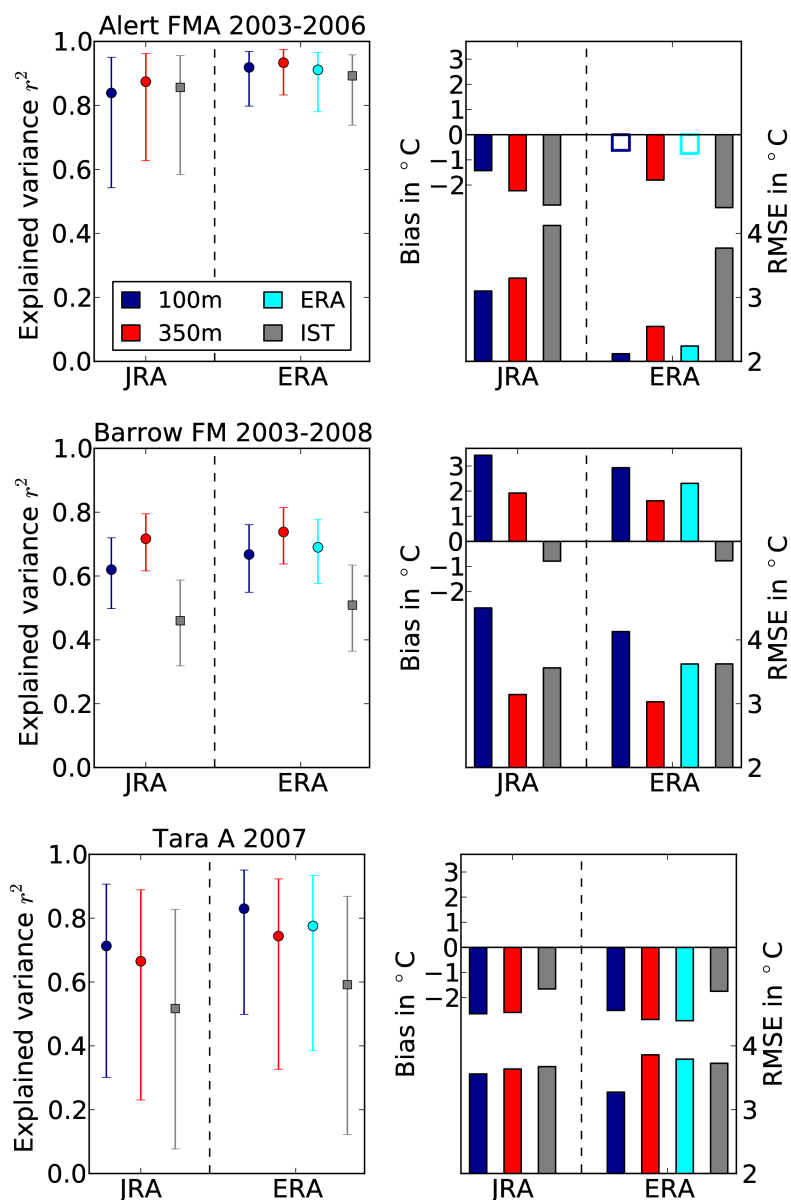 Alert FMA 2003-2006
Explained variance r²
1.0
0.8
0.6
0.4
0.2
0.0
100m
350m
ERA
IST
JRA
ERA
Bias in °C
3
2
1
0
−1
−2
RMSE in °C
4
3
2
JRA
ERA
Barrow FM 2003-2008
Explained variance r²
1.0
0.8
0.6
0.4
0.2
0.0
JRA
ERA
Bias in °C
3
2
1
0
−1
−2
RMSE in °C
4
3
2
JRA
ERA
Tara A 2007
Explained variance r²
1.0
0.8
0.6
0.4
0.2
0.0
JRA
ERA
Bias in °C
3
2
1
0
−1
−2
RMSE in °C
4
3
2
JRA
ERA